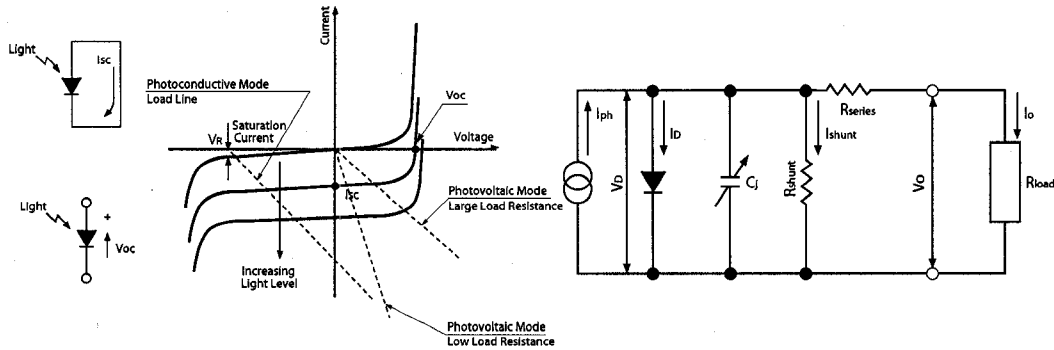 Light
Isc
Light
+
Voc
Current
Photoconductive Mode
Load Line
VR
Saturation
Current
Voc
Voltage
Isc
Photovoltaic Mode
Large Load Resistance
Increasing
Light Level
Photovoltaic Mode
Low Load Resistance
Iph
VD
ID
Cj
Rshunt
Ishunt
Rseries
VO
Io
Rload